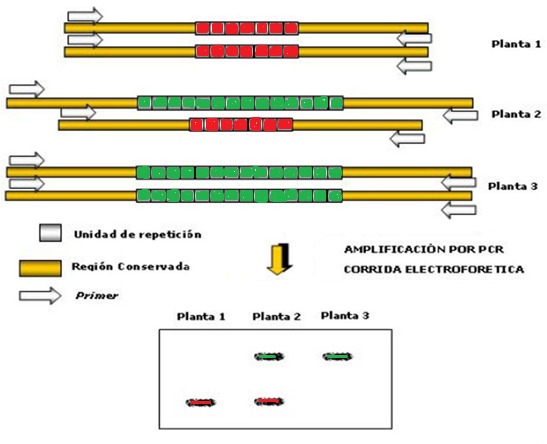 Planta 1
Planta 2
Planta 3
Unidad de repetición
Región Conservada
Primer
AMPLIFICACIÒN POR PCR
CORRIDA ELECTROFORETICA
Planta 1 Planta 2 Planta 3